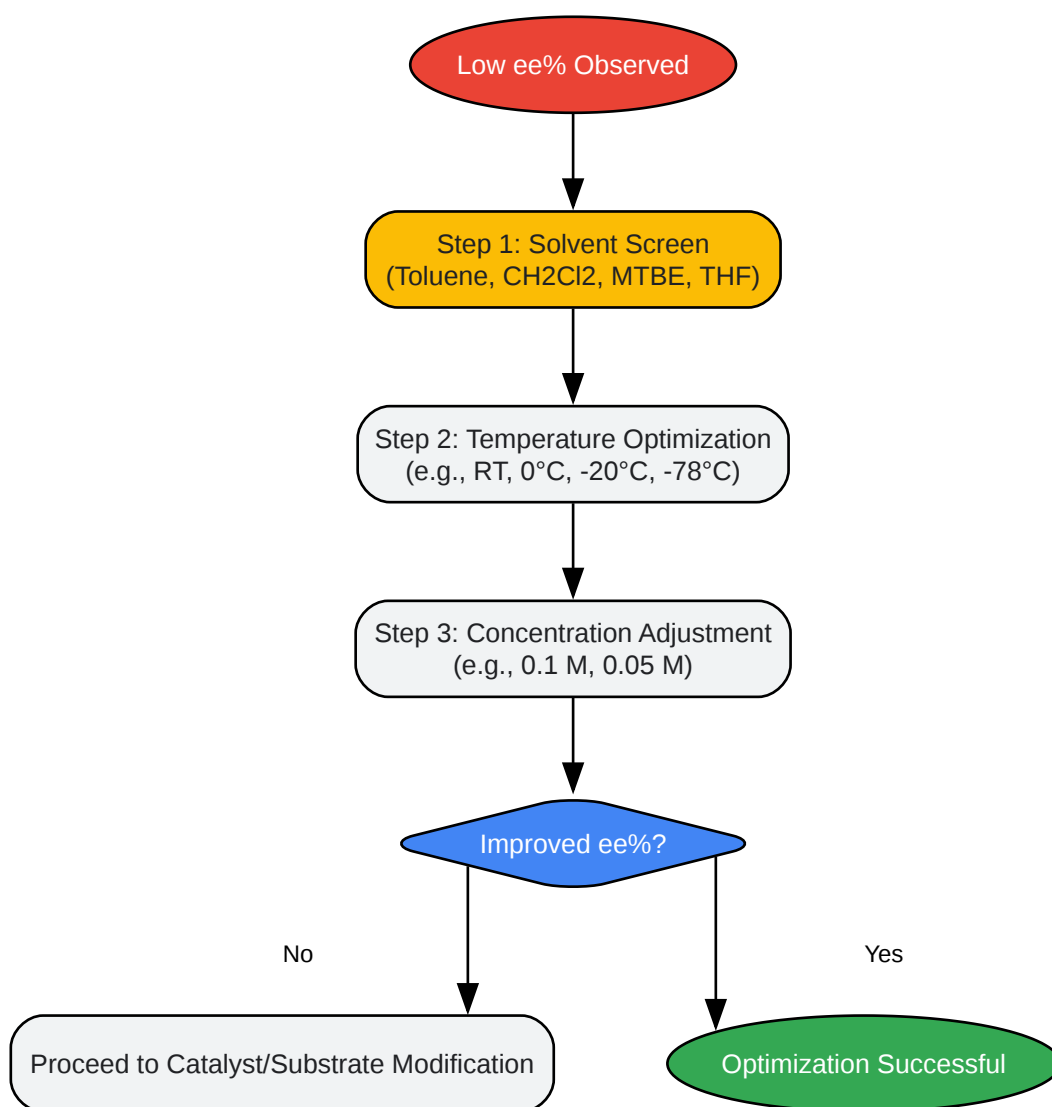 Low ee% Observed
Step 1: Solvent Screen
(Toluene, CH2Cl2, MTBE, THF)
Step 2: Temperature Optimization
(e.g., RT, 0°C, -20°C, -78°C)
Step 3: Concentration Adjustment
(e.g., 0.1 M, 0.05 M)
Improved ee%?
No
Yes
Proceed to Catalyst/Substrate Modification
Optimization Successful